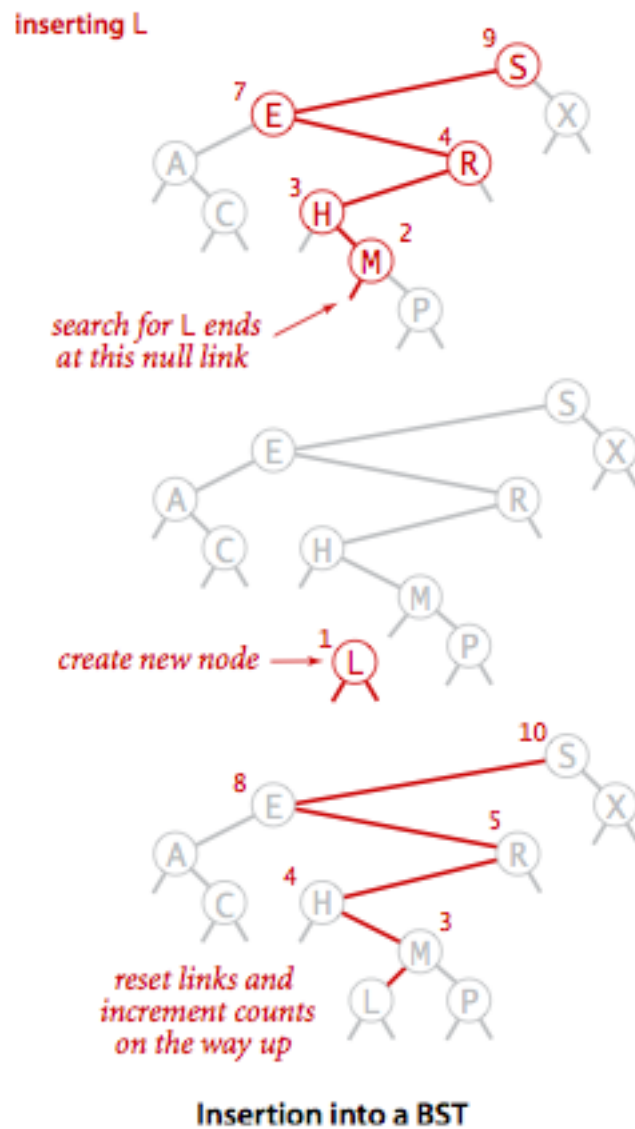 inserting L
9
S
7
E
X
4
A
R
3
C
H
2
M
P
search for L ends
at this null link
S
E
X
A
R
C
H
M
P
1
create new node
L
10
S
8
E
X
5
A
R
4
C
H
3
M
L
P
reset links and
increment counts
on the way up
Insertion into a BST